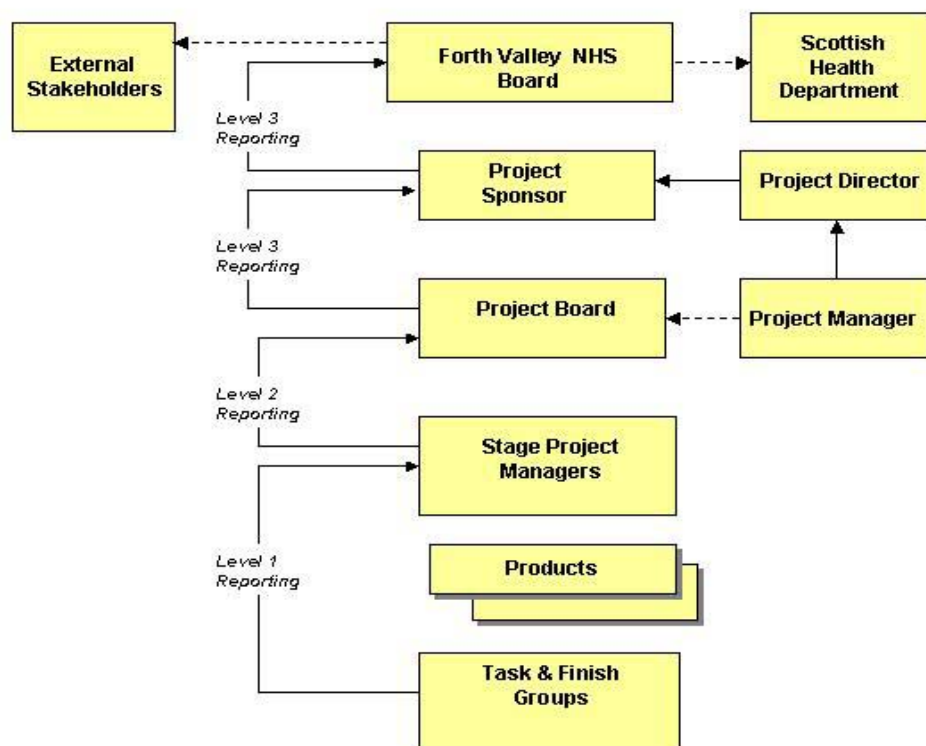 External
Stakeholders
Forth Valley NHS
Board
Scottish
Health
Department
Level 3
Reporting
Project
Sponsor
Project Director
Level 3
Reporting
Project Board
Project Manager
Level 2
Reporting
Stage Project
Managers
Level 1
Reporting
Products
Task & Finish
Groups